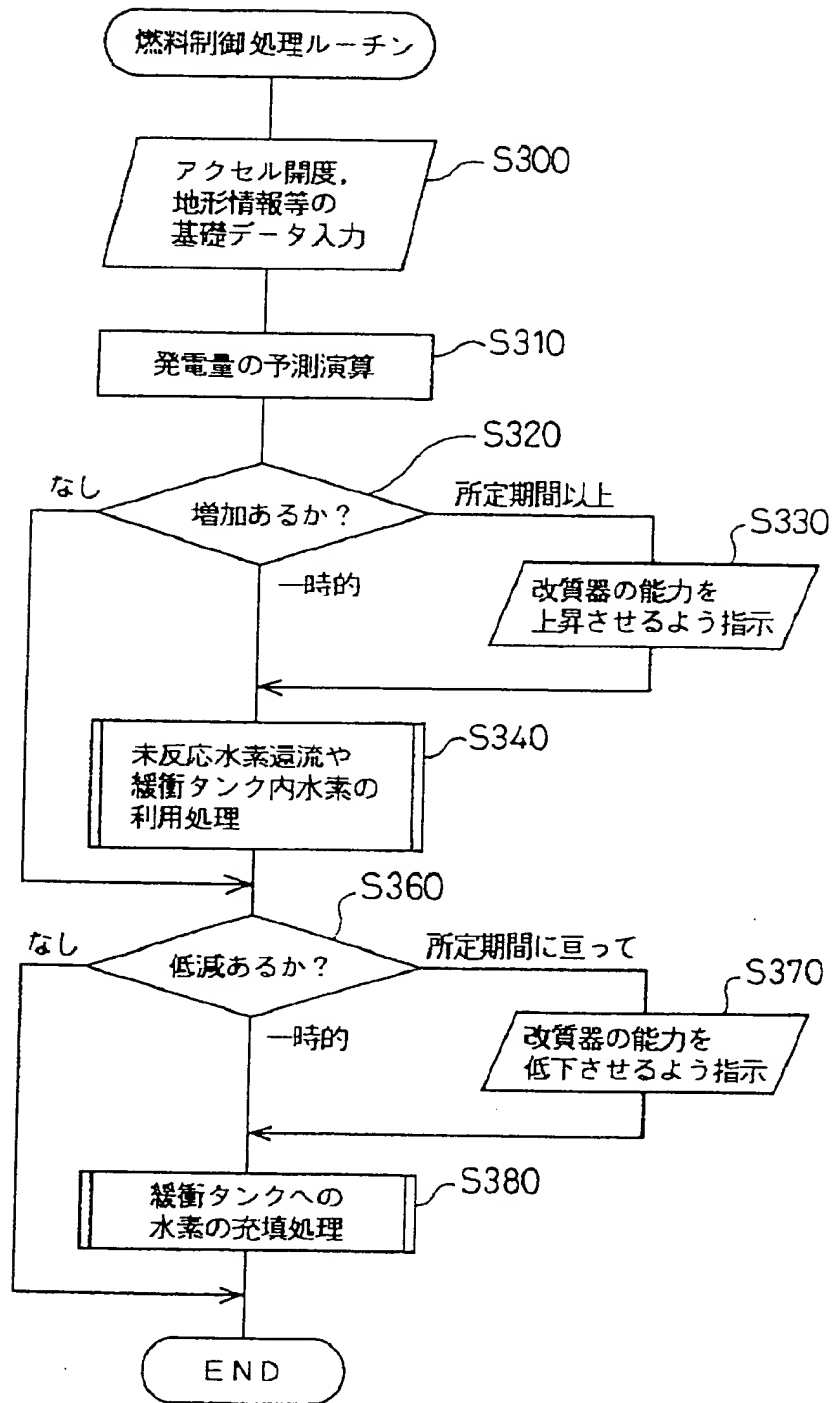 燃料制御処理ルーチン
アクセル開度,
地形情報等の
基礎データ入力
S300
発電量の予測演算
S310
S320
なし
増加あるか？
所定期間以上
一時的
S330
改質器の能力を
上昇させるよう指示
未反応水素還流や
緩衝タンク内水素の
利用処理
S340
S360
なし
低減あるか？
所定期間に亘って
一時的
S370
改質器の能力を
低下させるよう指示
緩衝タンクへの
水素の充填処理
S380
END